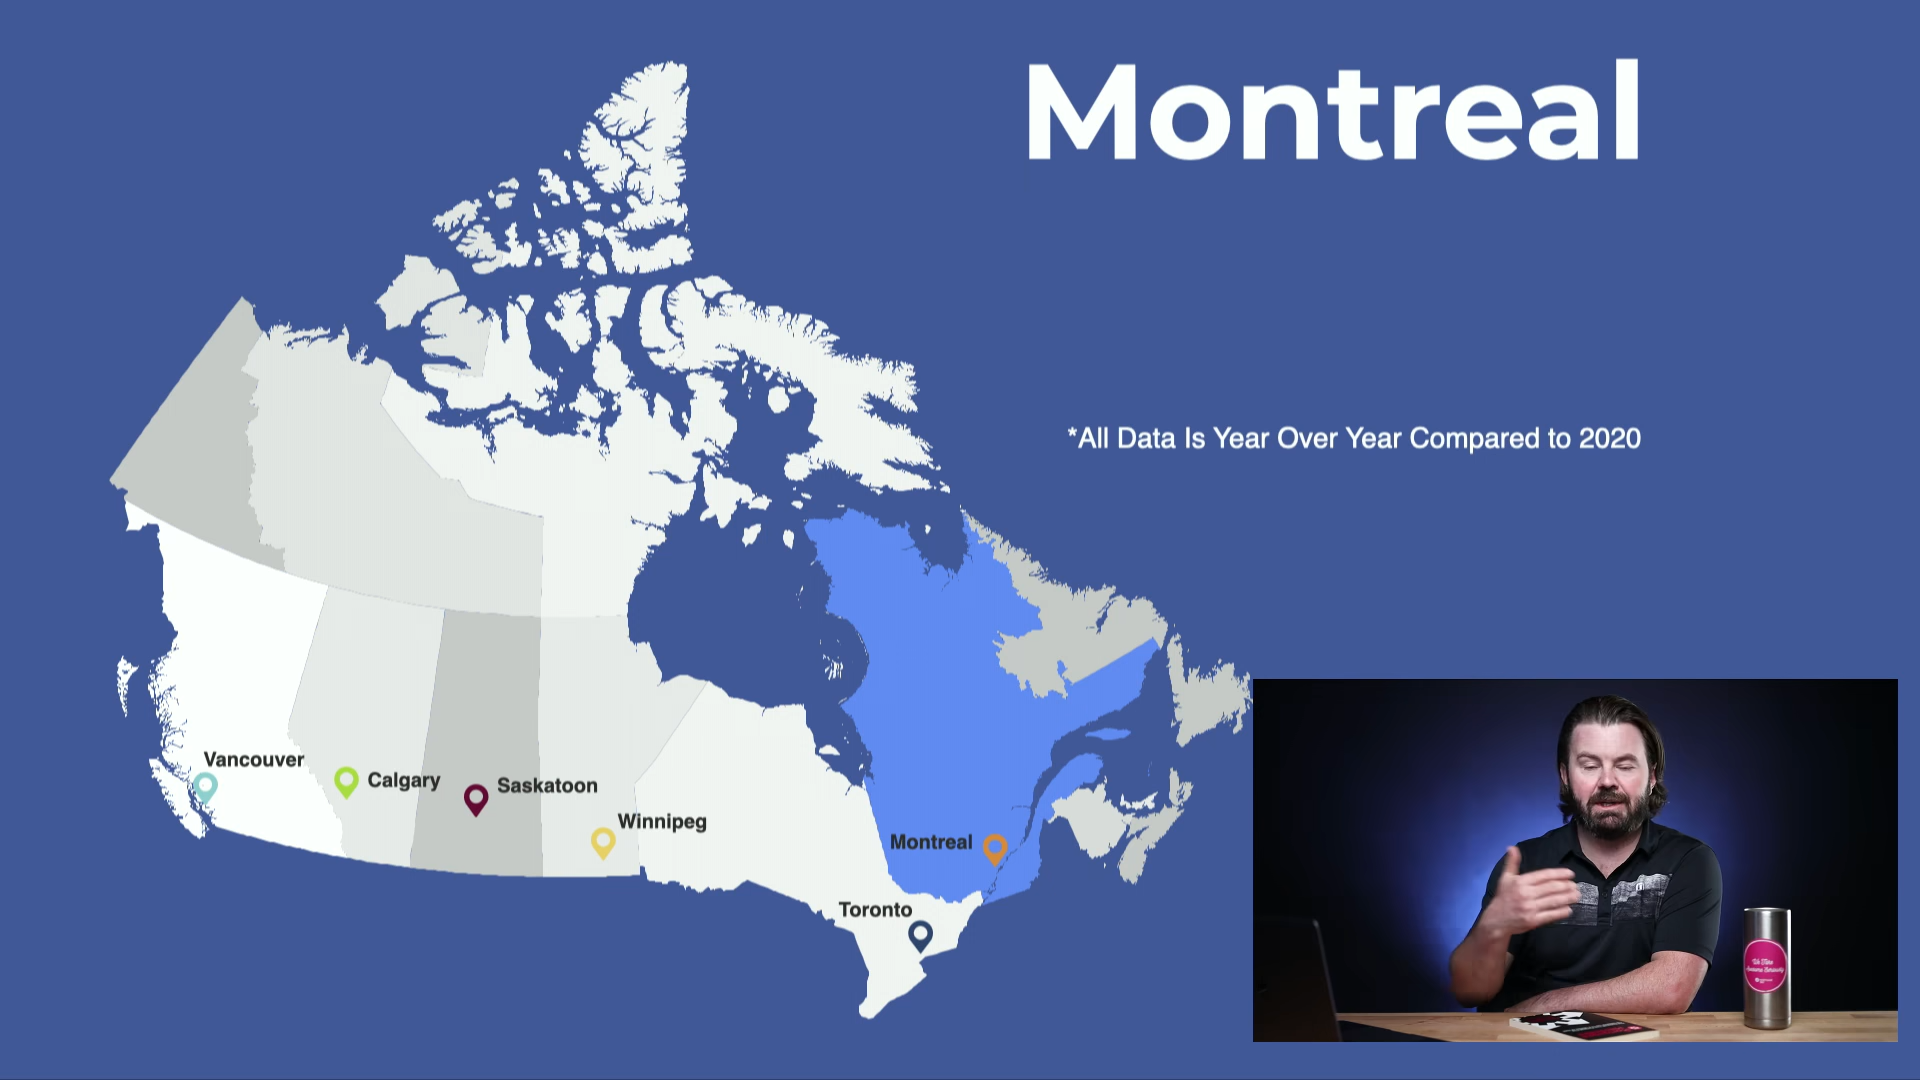 Montreal
*All Data Is Year Over Year Compared to 2020
Vancouver
Calgary
Saskatoon
Winnipeg
Montreal
Toronto